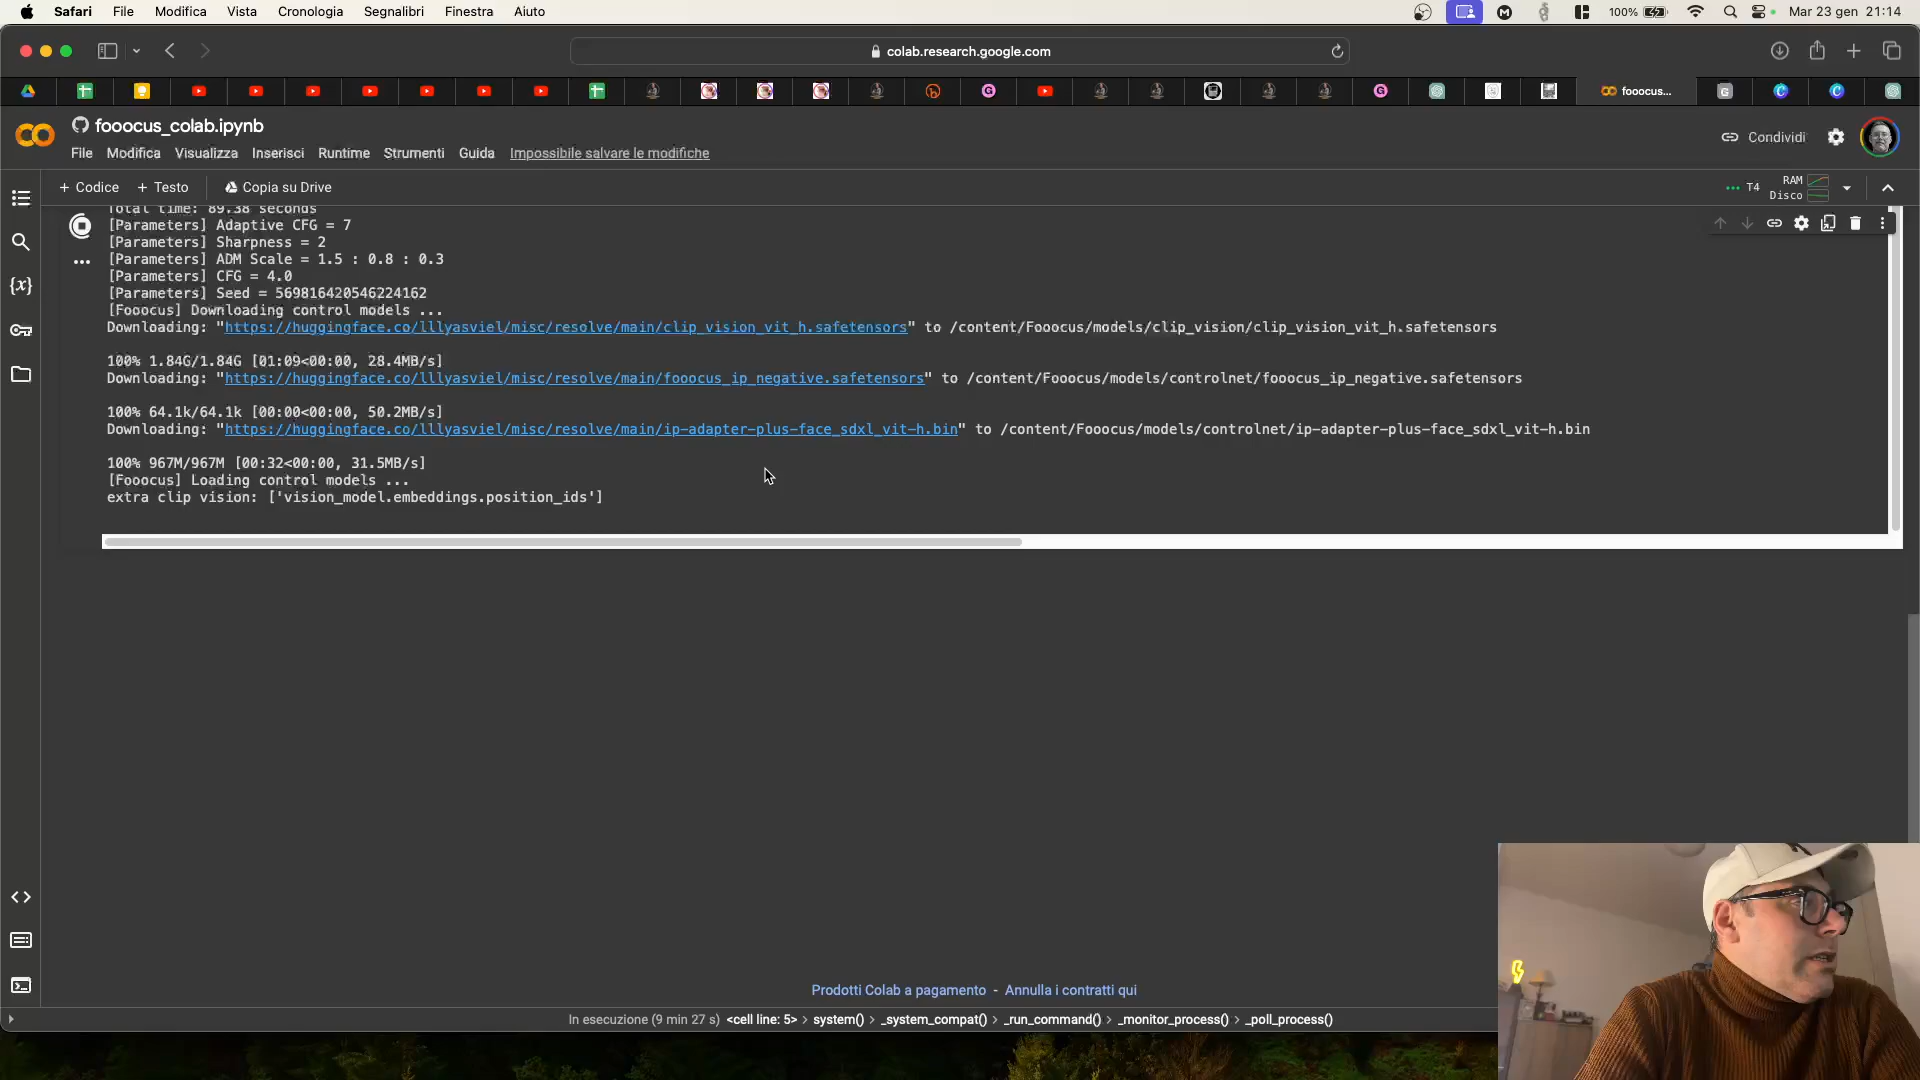 Safari File Modifica Vista Cronologia Segnalibri Finestra Aiuto 100% Mar 23 gen 21:14
colab.research.google.com
fooocus...
fooocus_colab.ipynb
Condividi
File Modifica Visualizza Inserisci Runtime Strumenti Guida Impossibile salvare le modifiche
+ Codice + Testo Copia su Drive T4 RAM Disco
Total time: 89.38 seconds
[Parameters] Adaptive CFG = 7
[Parameters] Sharpness = 2
[Parameters] ADM Scale = 1.5 : 0.8 : 0.3
[Parameters] CFG = 4.0
[Parameters] Seed = 569816420546224162
[Fooocus] Downloading control models ...
Downloading: "https://huggingface.co/lllyasviel/misc/resolve/main/clip_vision_vit_h.safetensors" to /content/Fooocus/models/clip_vision/clip_vision_vit_h.safetensors
100% 1.84G/1.84G [01:09<00:00, 28.4MB/s]
Downloading: "https://huggingface.co/lllyasviel/misc/resolve/main/fooocus_ip_negative.safetensors" to /content/Fooocus/models/controlnet/fooocus_ip_negative.safetensors
100% 64.1k/64.1k [00:00<00:00, 50.2MB/s]
Downloading: "https://huggingface.co/lllyasviel/misc/resolve/main/ip-adapter-plus-face_sdxl_vit-h.bin" to /content/Fooocus/models/controlnet/ip-adapter-plus-face_sdxl_vit-h.bin
100% 967M/967M [00:32<00:00, 31.5MB/s]
[Fooocus] Loading control models ...
extra clip vision: ['vision_model.embeddings.position_ids']
Prodotti Colab a pagamento - Annulla i contratti qui
In esecuzione (9 min 27 s) <cell line: 5> > system() > _system_compat() > _run_command() > _monitor_process() > _poll_process()